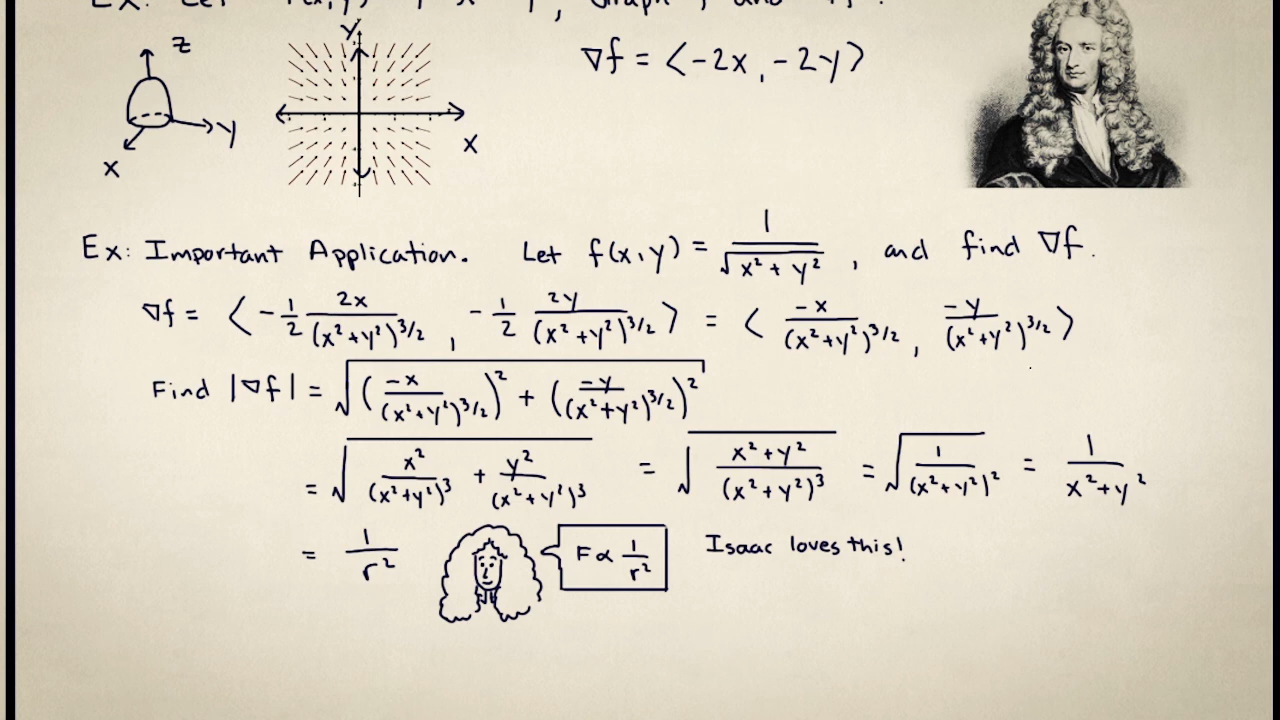 ∇f = ⟨-2x, -2y⟩
z
y
x
y
x
Ex: Important Application. Let f(x,y) = 1/√(x² + y²), and find ∇f.
∇f = ⟨-1/2 2x/(x²+y²)^3/2, -1/2 2y/(x²+y²)^3/2⟩ = ⟨-x/(x²+y²)^3/2, -y/(x²+y²)^3/2⟩
Find |∇f| = √((-x/(x²+y²)^3/2)² + (-y/(x²+y²)^3/2)²)
= √(x²/(x²+y²)³ + y²/(x²+y²)³) = √((x²+y²)/(x²+y²)³) = √(1/(x²+y²)²) = 1/(x²+y²)
= 1/r² F∝ 1/r² Isaac loves this!